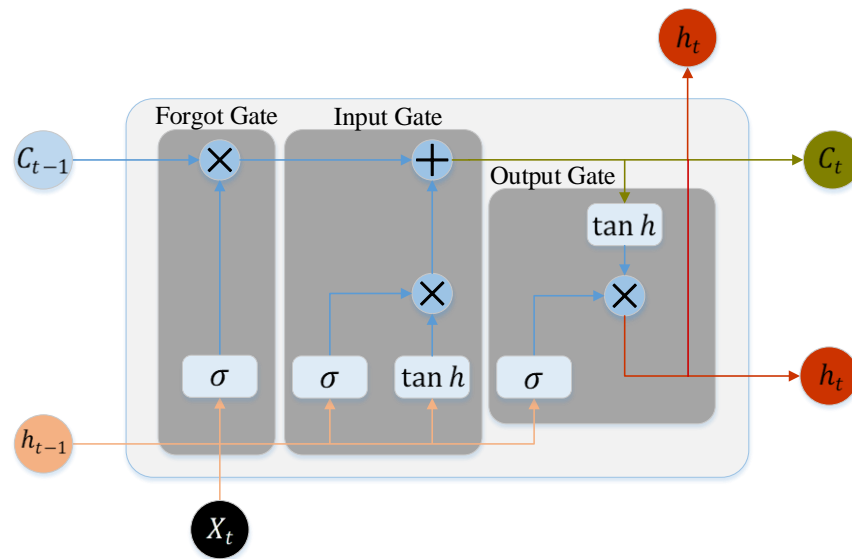 h_t
Forgot Gate
Input Gate
C_{t-1}
×
+
C_t
Output Gate
tan h
×
×
σ
σ
tan h
σ
h_t
h_{t-1}
X_t